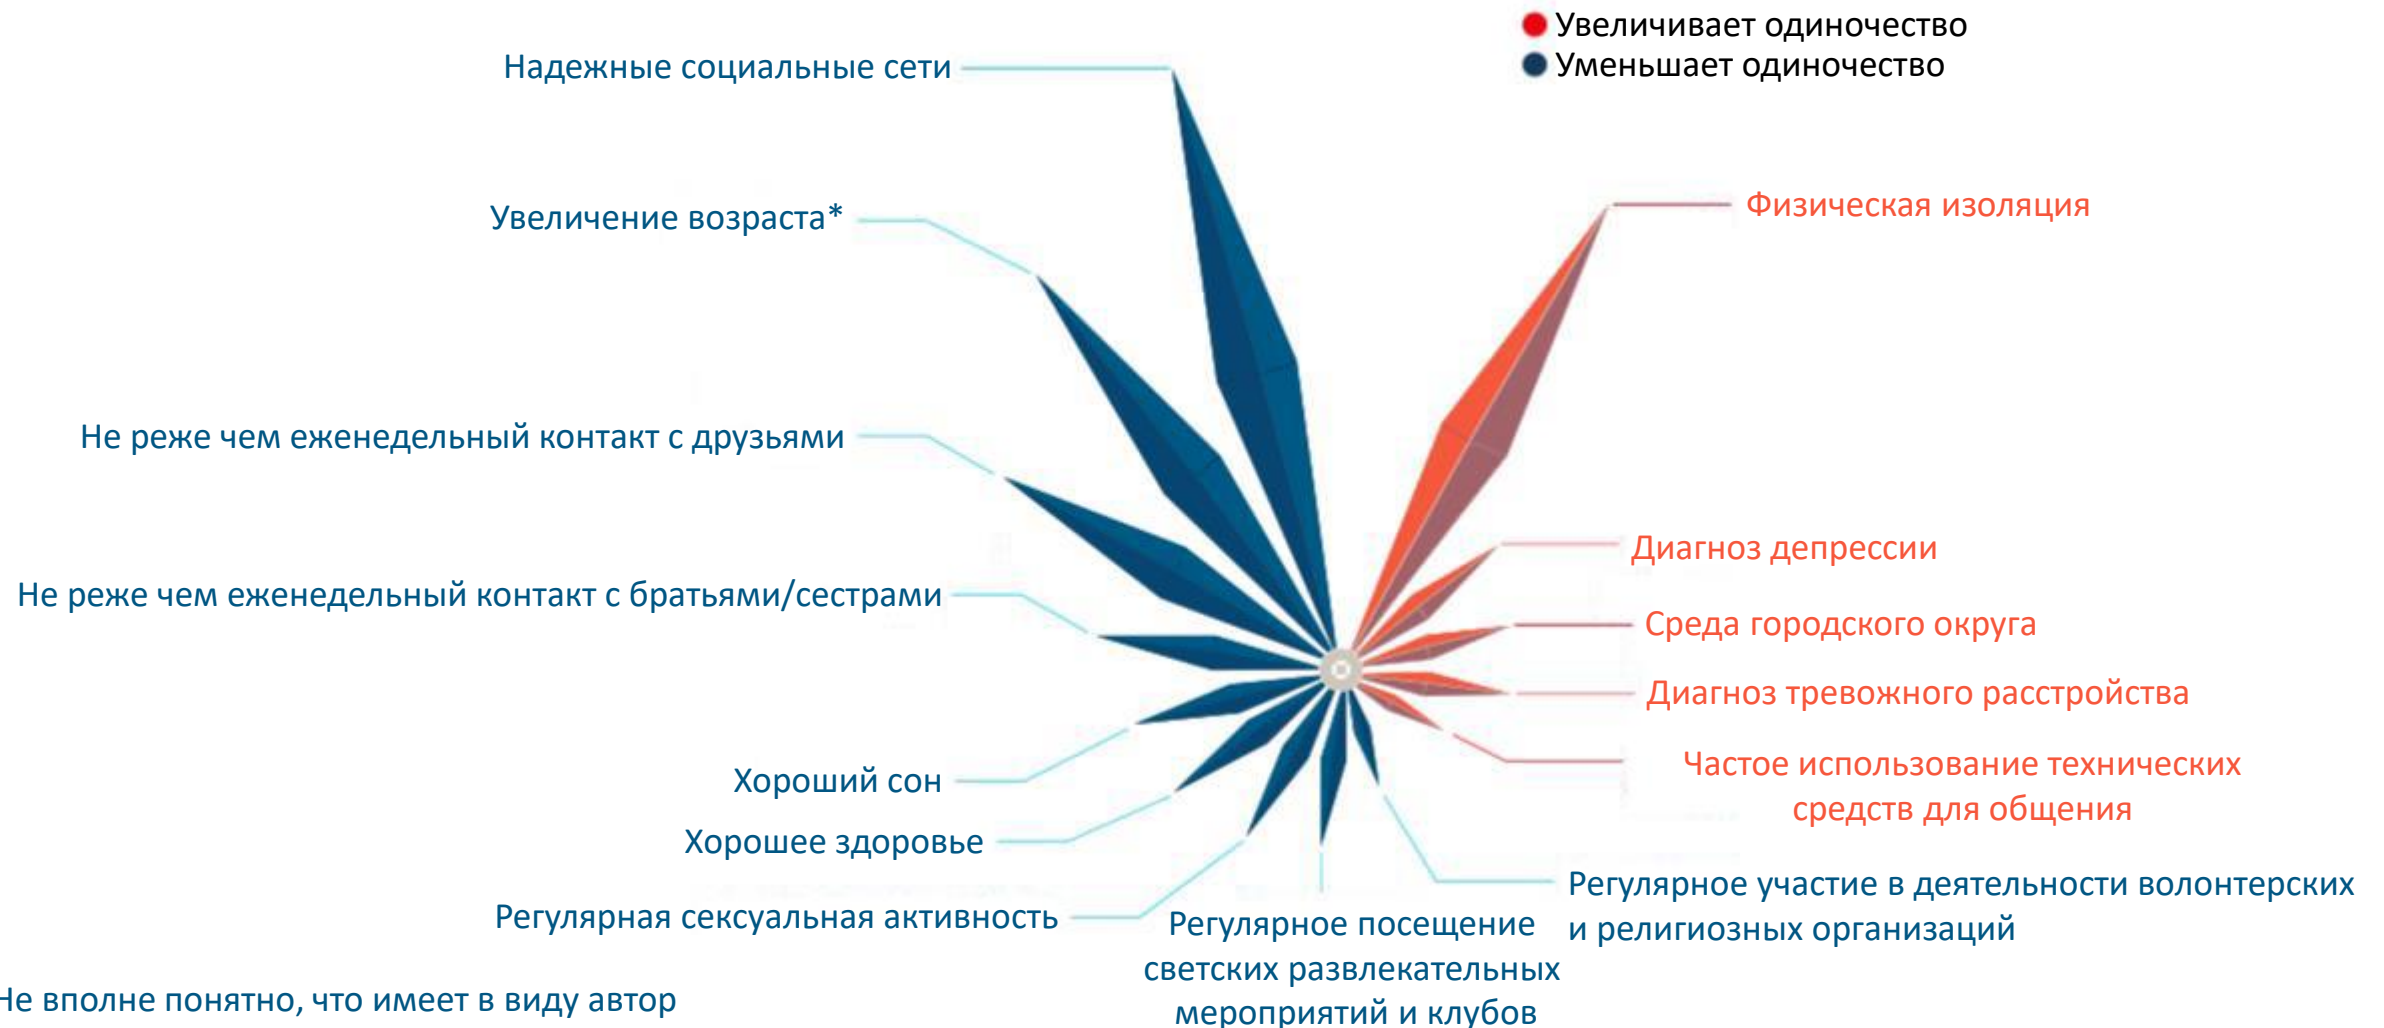 Увеличивает одиночество
Уменьшает одиночество
Надежные социальные сети
Увеличение возраста*
Физическая изоляция
Не реже чем еженедельный контакт с друзьями
Диагноз депрессии
Не реже чем еженедельный контакт с братьями/сестрами
Среда городского округа
Диагноз тревожного расстройства
Частое использование технических
средств для общения
Хороший сон
Хорошее здоровье
Регулярная сексуальная активность
Регулярное посещение
светских развлекательных
мероприятий и клубов
Регулярное участие в деятельности волонтерских
и религиозных организаций
Не вполне понятно, что имеет в виду автор